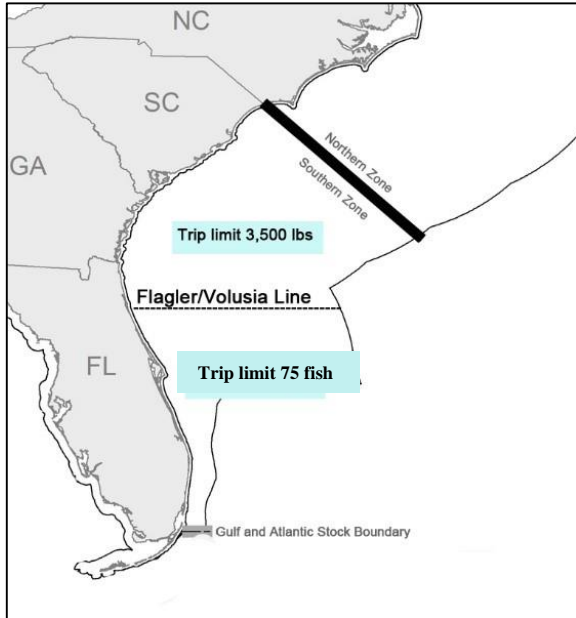 NC
SC
GA
Northern Zone
Southern Zone
Trip limit 3,500 lbs
Flagler/Volusia Line
FL
Trip limit 75 fish
Gulf and Atlantic Stock Boundary